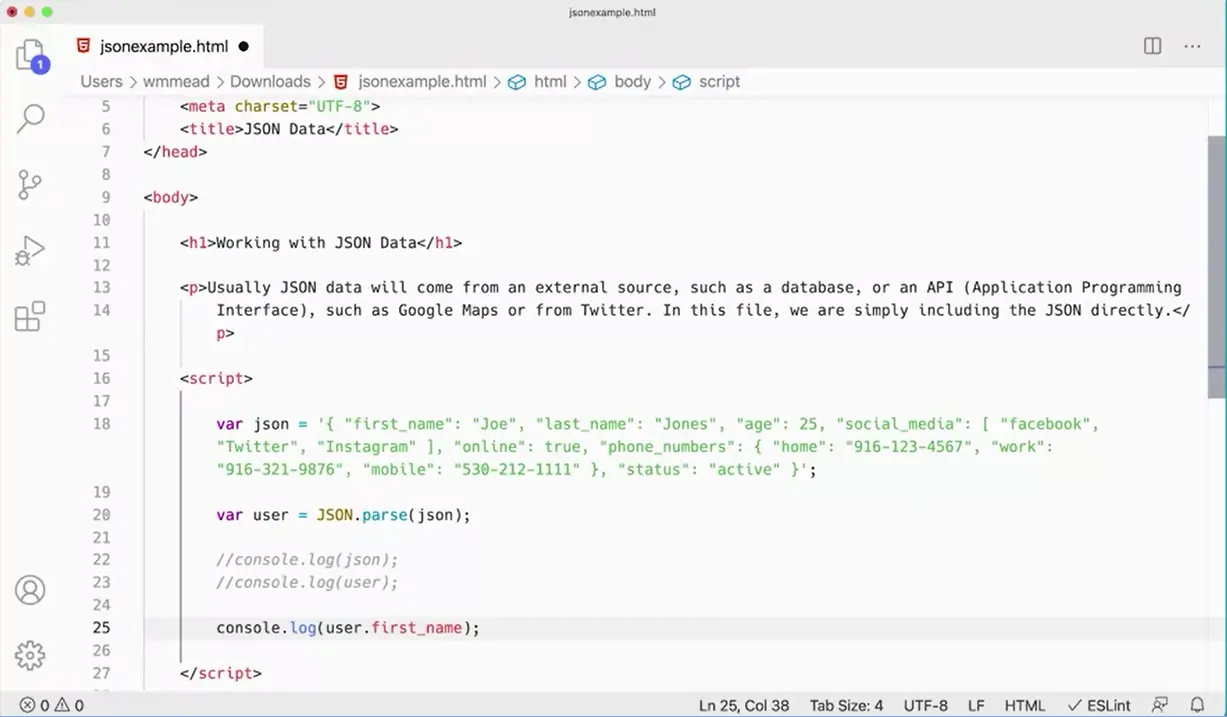 jsonexample.html
jsonexample.html
1
Users > wmmead > Downloads > jsonexample.html > html > body > script
5 <meta charset="UTF-8">
6 <title>JSON Data</title>
7 </head>
8
9 <body>
10
11 <h1>Working with JSON Data</h1>
12
13 <p>Usually JSON data will come from an external source, such as a database, or an API (Application Programming
14 Interface), such as Google Maps or from Twitter. In this file, we are simply including the JSON directly.</
p>
15
16 <script>
17
18 var json = '{ "first_name": "Joe", "last_name": "Jones", "age": 25, "social_media": [ "facebook",
"Twitter", "Instagram" ], "online": true, "phone_numbers": { "home": "916-123-4567", "work":
"916-321-9876", "mobile": "530-212-1111" }, "status": "active" }';
19
20 var user = JSON.parse(json);
21
22 //console.log(json);
23 //console.log(user);
24
25 console.log(user.first_name);
26
27 </script>
0 0 Ln 25, Col 38 Tab Size: 4 UTF-8 LF HTML ESLint